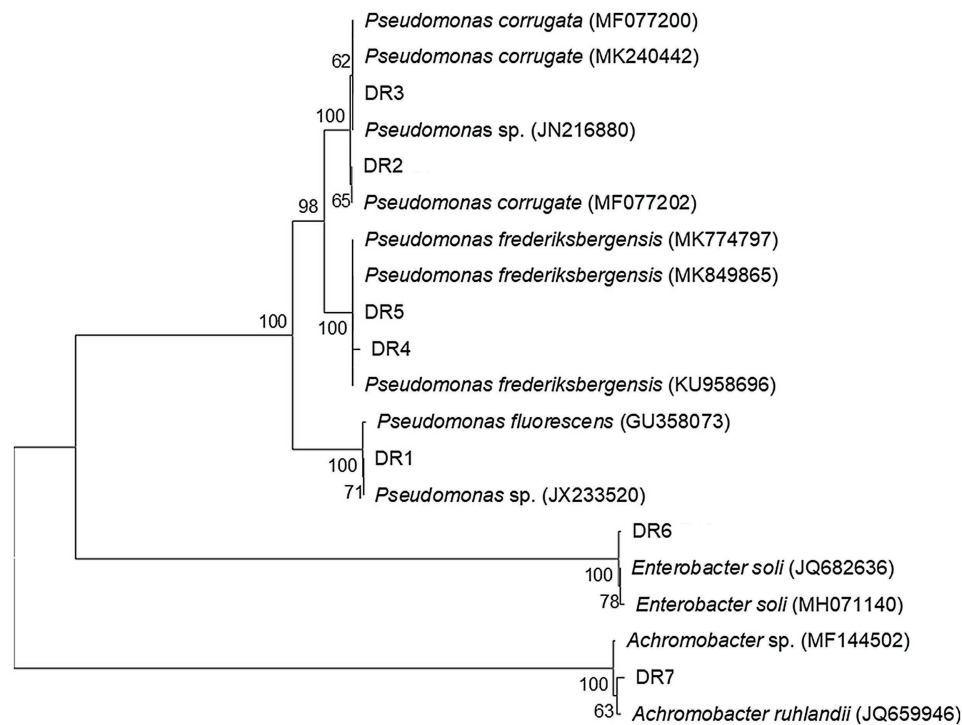 Pseudomonas corrugata (MF077200)
62
Pseudomonas corrugate (MK240442)
DR3
100
Pseudomonas sp. (JN216880)
DR2
65
Pseudomonas corrugate (MF077202)
98
Pseudomonas frederiksbergensis (MK774797)
Pseudomonas frederiksbergensis (MK849865)
DR5
100
100
DR4
Pseudomonas frederiksbergensis (KU958696)
Pseudomonas fluorescens (GU358073)
DR1
100
71
Pseudomonas sp. (JX233520)
DR6
Enterobacter soli (JQ682636)
100
78
Enterobacter soli (MH071140)
Achromobacter sp. (MF144502)
DR7
100
63
Achromobacter ruhlandii (JQ659946)